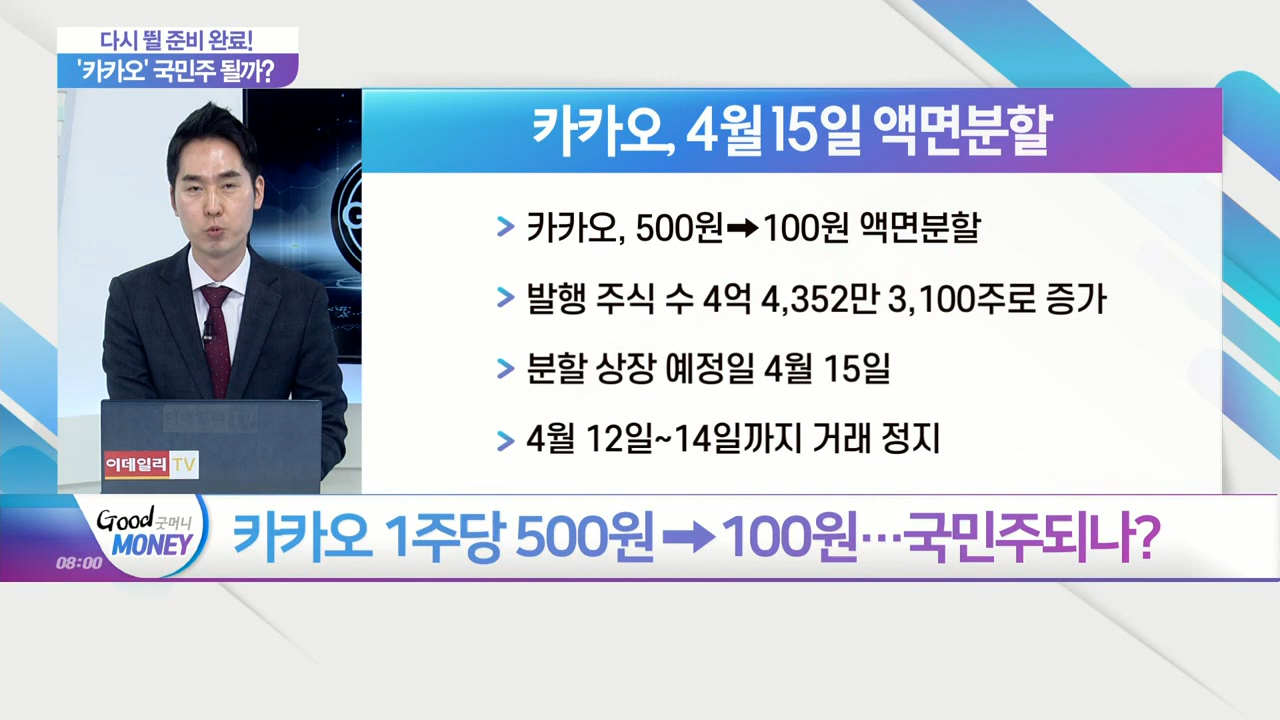 다시 뛸 준비 완료!
'카카오' 국민주 될까?
카카오, 4월 15일 액면분할
> 카카오, 500원➡100원 액면분할
> 발행 주식 수 4억 4,352만 3,100주로 증가
> 분할 상장 예정일 4월 15일
> 4월 12일~14일까지 거래 정지
이데일리 TV
Good 굿머니
MONEY
08:00
카카오 1주당 500원➡100원…국민주되나?